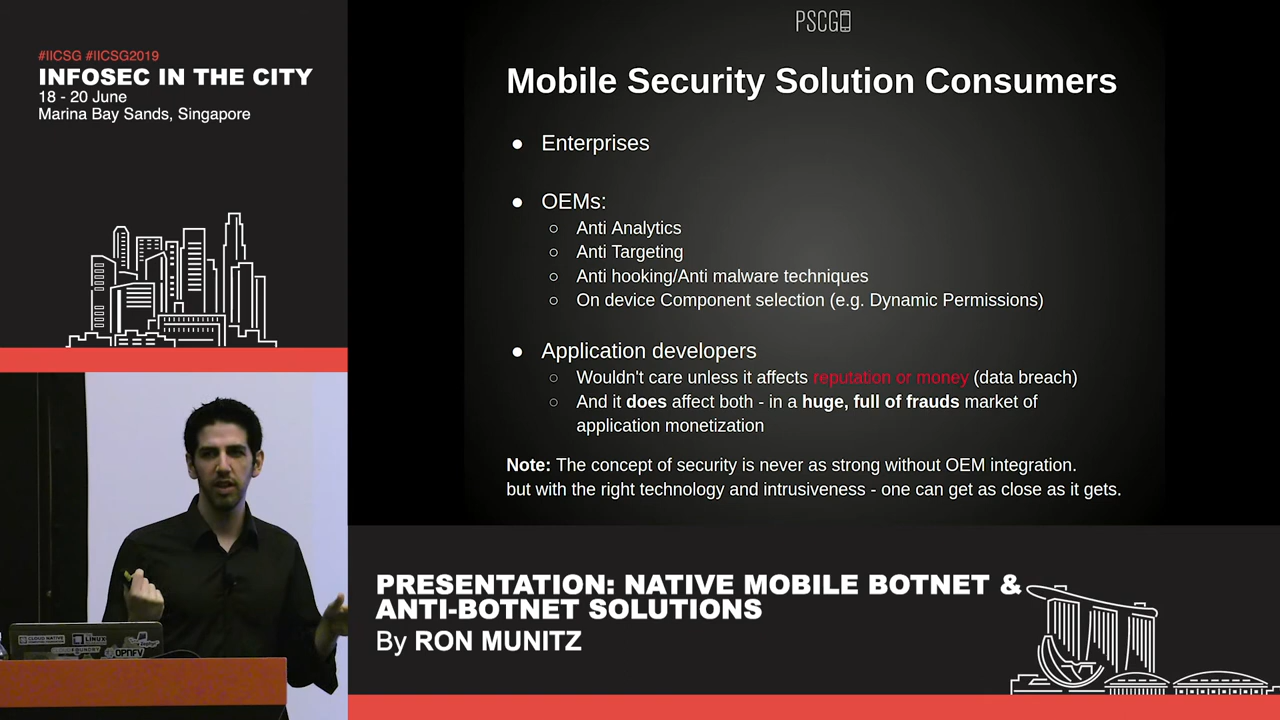 #IICSG #IICSG2019
INFOSEC IN THE CITY
18 - 20 June
Marina Bay Sands, Singapore
PSCG
Mobile Security Solution Consumers
● Enterprises
● OEMs:
○ Anti Analytics
○ Anti Targeting
○ Anti hooking/Anti malware techniques
○ On device Component selection (e.g. Dynamic Permissions)
● Application developers
○ Wouldn't care unless it affects reputation or money (data breach)
○ And it does affect both - in a huge, full of frauds market of
application monetization
Note: The concept of security is never as strong without OEM integration.
but with the right technology and intrusiveness - one can get as close as it gets.
CLOUD NATIVE
LINUX
OPNFV
PRESENTATION: NATIVE MOBILE BOTNET &
ANTI-BOTNET SOLUTIONS
By RON MUNITZ